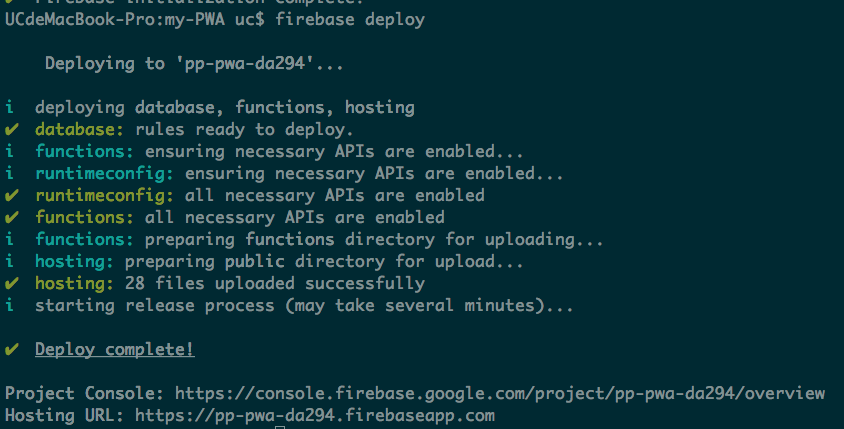 ✔ Firebase initialization complete!
UCdeMacBook-Pro:my-PWA uc$ firebase deploy
Deploying to 'pp-pwa-da294'...
i deploying database, functions, hosting
✔ database: rules ready to deploy.
i functions: ensuring necessary APIs are enabled...
i runtimeconfig: ensuring necessary APIs are enabled...
✔ runtimeconfig: all necessary APIs are enabled
✔ functions: all necessary APIs are enabled
i functions: preparing functions directory for uploading...
i hosting: preparing public directory for upload...
✔ hosting: 28 files uploaded successfully
i starting release process (may take several minutes)...
✔ Deploy complete!
Project Console: https://console.firebase.google.com/project/pp-pwa-da294/overview
Hosting URL: https://pp-pwa-da294.firebaseapp.com